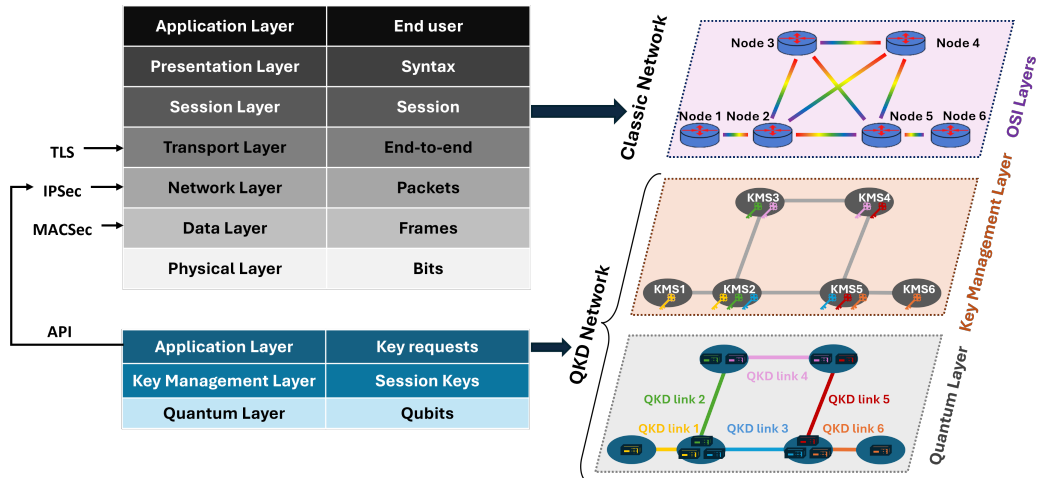 Application Layer End user
Presentation Layer Syntax
Session Layer Session
Transport Layer End-to-end
Network Layer Packets
Data Layer Frames
Physical Layer Bits
TLS
IPSec
MACSec
API
Application Layer Key requests
Key Management Layer Session Keys
Quantum Layer Qubits
Classic Network
Node 3
Node 4
Node 1
Node 2
Node 5
Node 6
OSI Layers
QKD Network
KMS3
KMS4
KMS1
KMS2
KMS5
KMS6
Key Management Layer
QKD link 4
QKD link 2
QKD link 5
QKD link 1
QKD link 3
QKD link 6
Quantum Layer